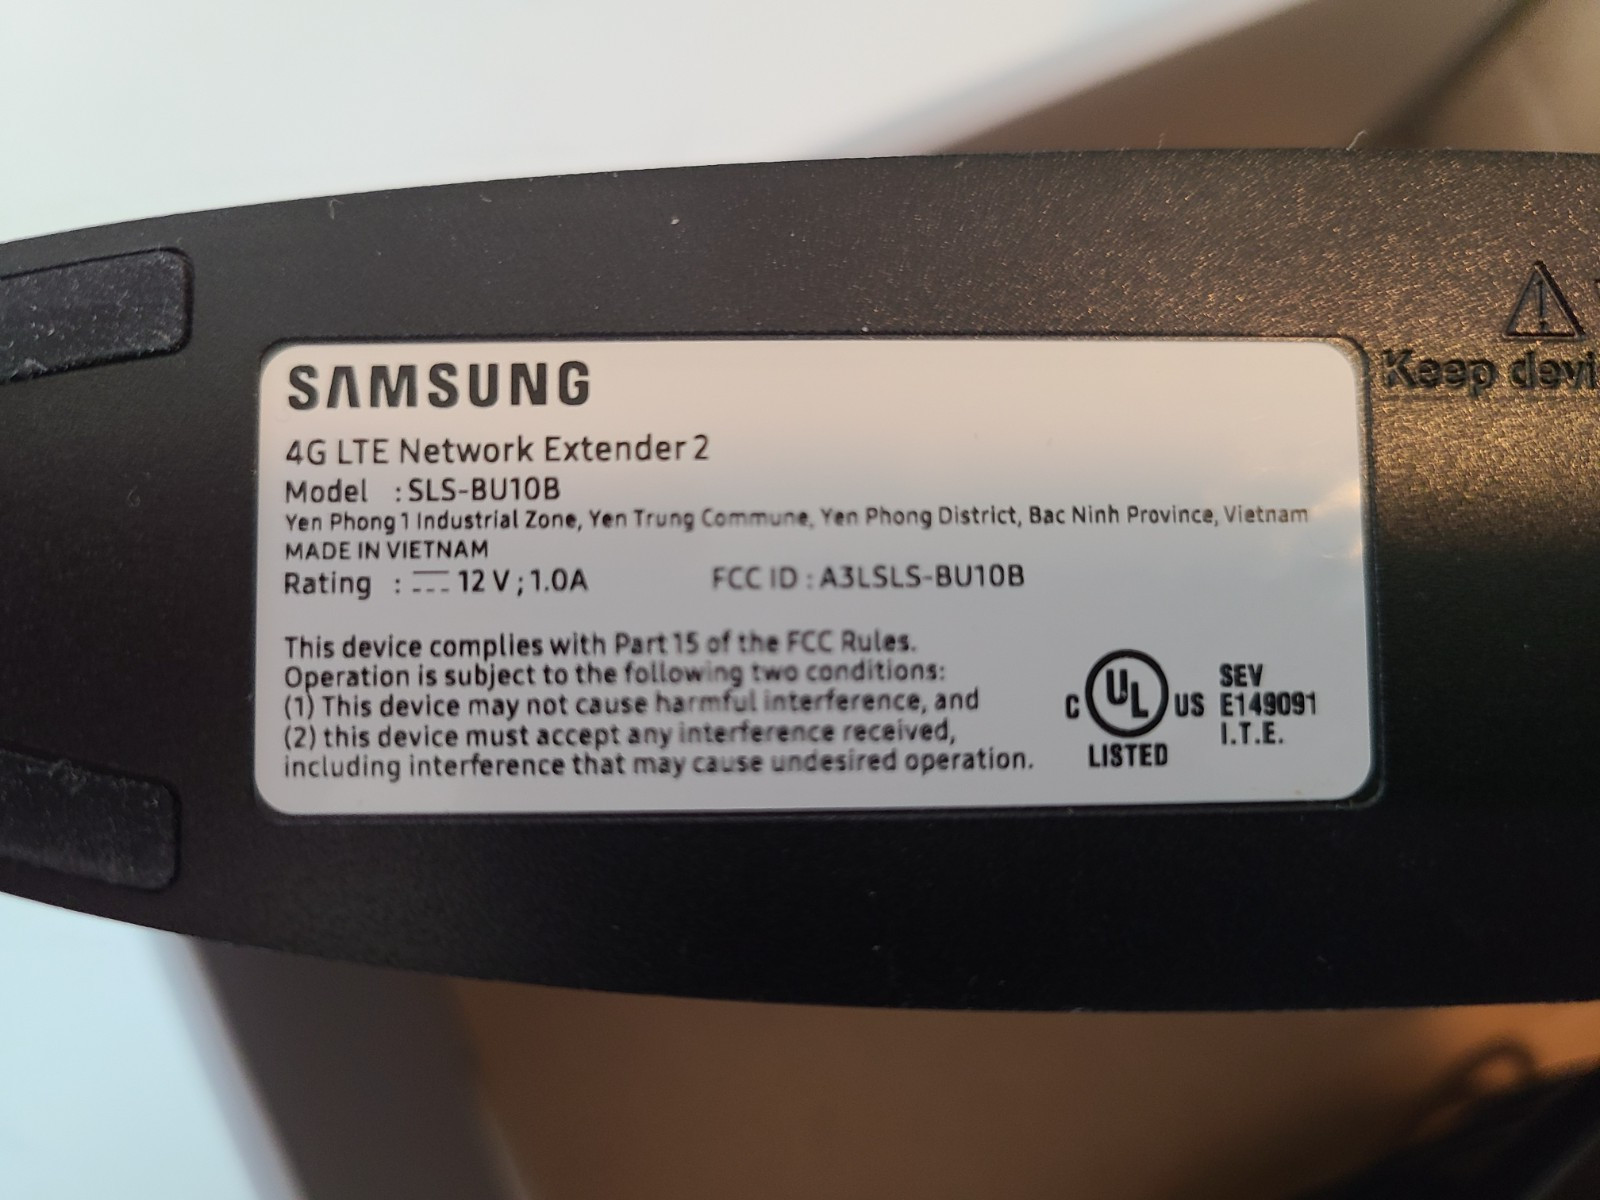 SAMSUNG
4G LTE Network Extender 2
Model : SLS-BU10B
Yen Phong 1 Industrial Zone, Yen Trung Commune, Yen Phong District, Bac Ninh Province, Vietnam
MADE IN VIETNAM
Rating : 12 V ; 1.0A FCC ID : A3LSLS-BU10B
This device complies with Part 15 of the FCC Rules.
Operation is subject to the following two conditions:
(1) This device may not cause harmful interference, and
(2) this device must accept any interference received,
including interference that may cause undesired operation.
C UL US
LISTED
SEV
E149091
I.T.E.
Keep